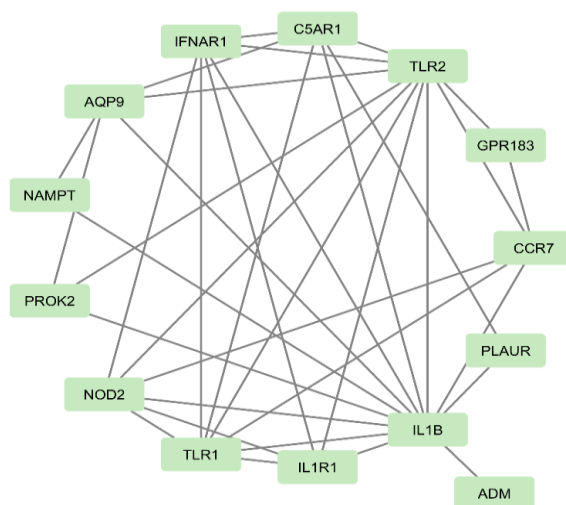 C5AR1
IFNAR1
TLR2
AQP9
GPR183
NAMPT
CCR7
PROK2
PLAUR
NOD2
IL1B
TLR1
IL1R1
ADM